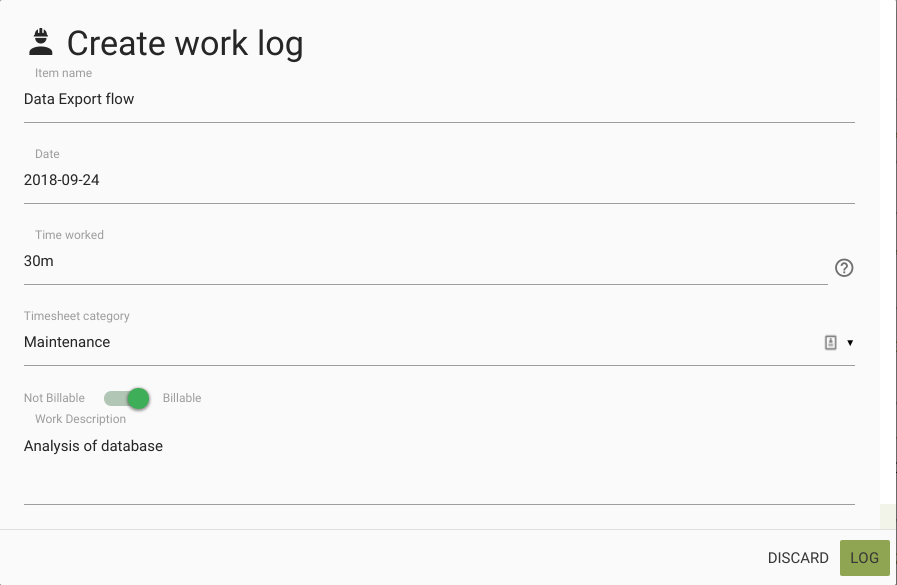 Create work log
Item name
Data Export flow
Date
2018-09-24
Time worked
30m
Timesheet category
Maintenance
Not Billable Billable
Work Description
Analysis of database
DISCARD LOG